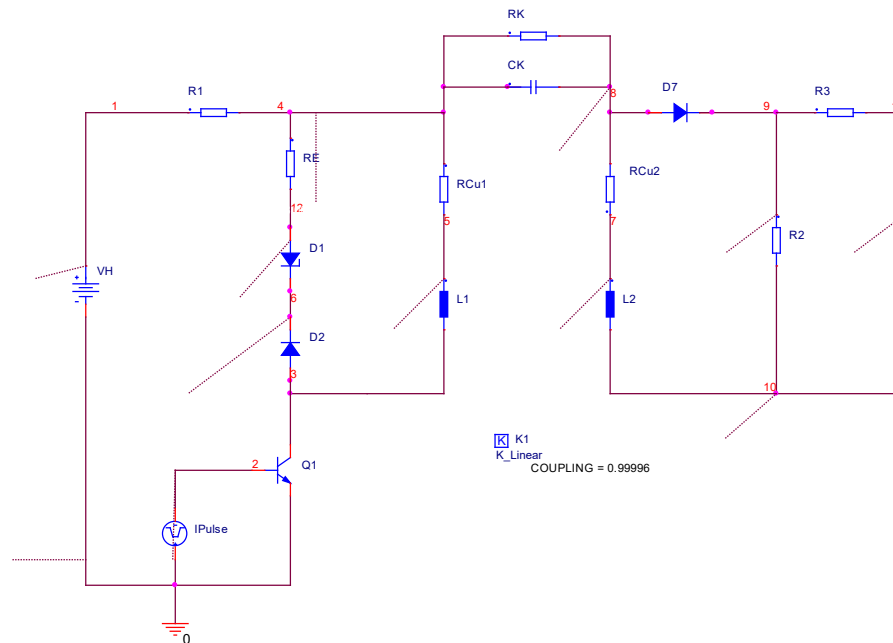 RK
CK
8
D7
R1
1
4
9
R3
RE
RCu1
RCu2
12
5
7
R2
D1
VH
+
-
6
L1
L2
D2
3
10
K K1
K_Linear
COUPLING = 0.99996
2
Q1
IPulse
0